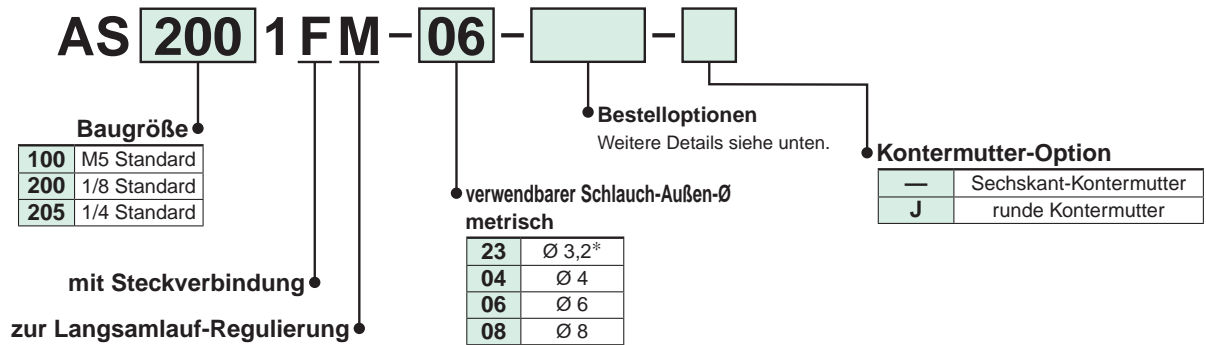 AS 200 1 F M – 06 – –
Bestelloptionen
Weitere Details siehe unten.
Baugröße
100 M5 Standard
200 1/8 Standard
205 1/4 Standard
Kontermutter-Option
— Sechskant-Kontermutter
J runde Kontermutter
verwendbarer Schlauch-Außen-Ø
metrisch
23 Ø 3,2*
04 Ø 4
06 Ø 6
08 Ø 8
mit Steckverbindung
zur Langsamlauf-Regulierung